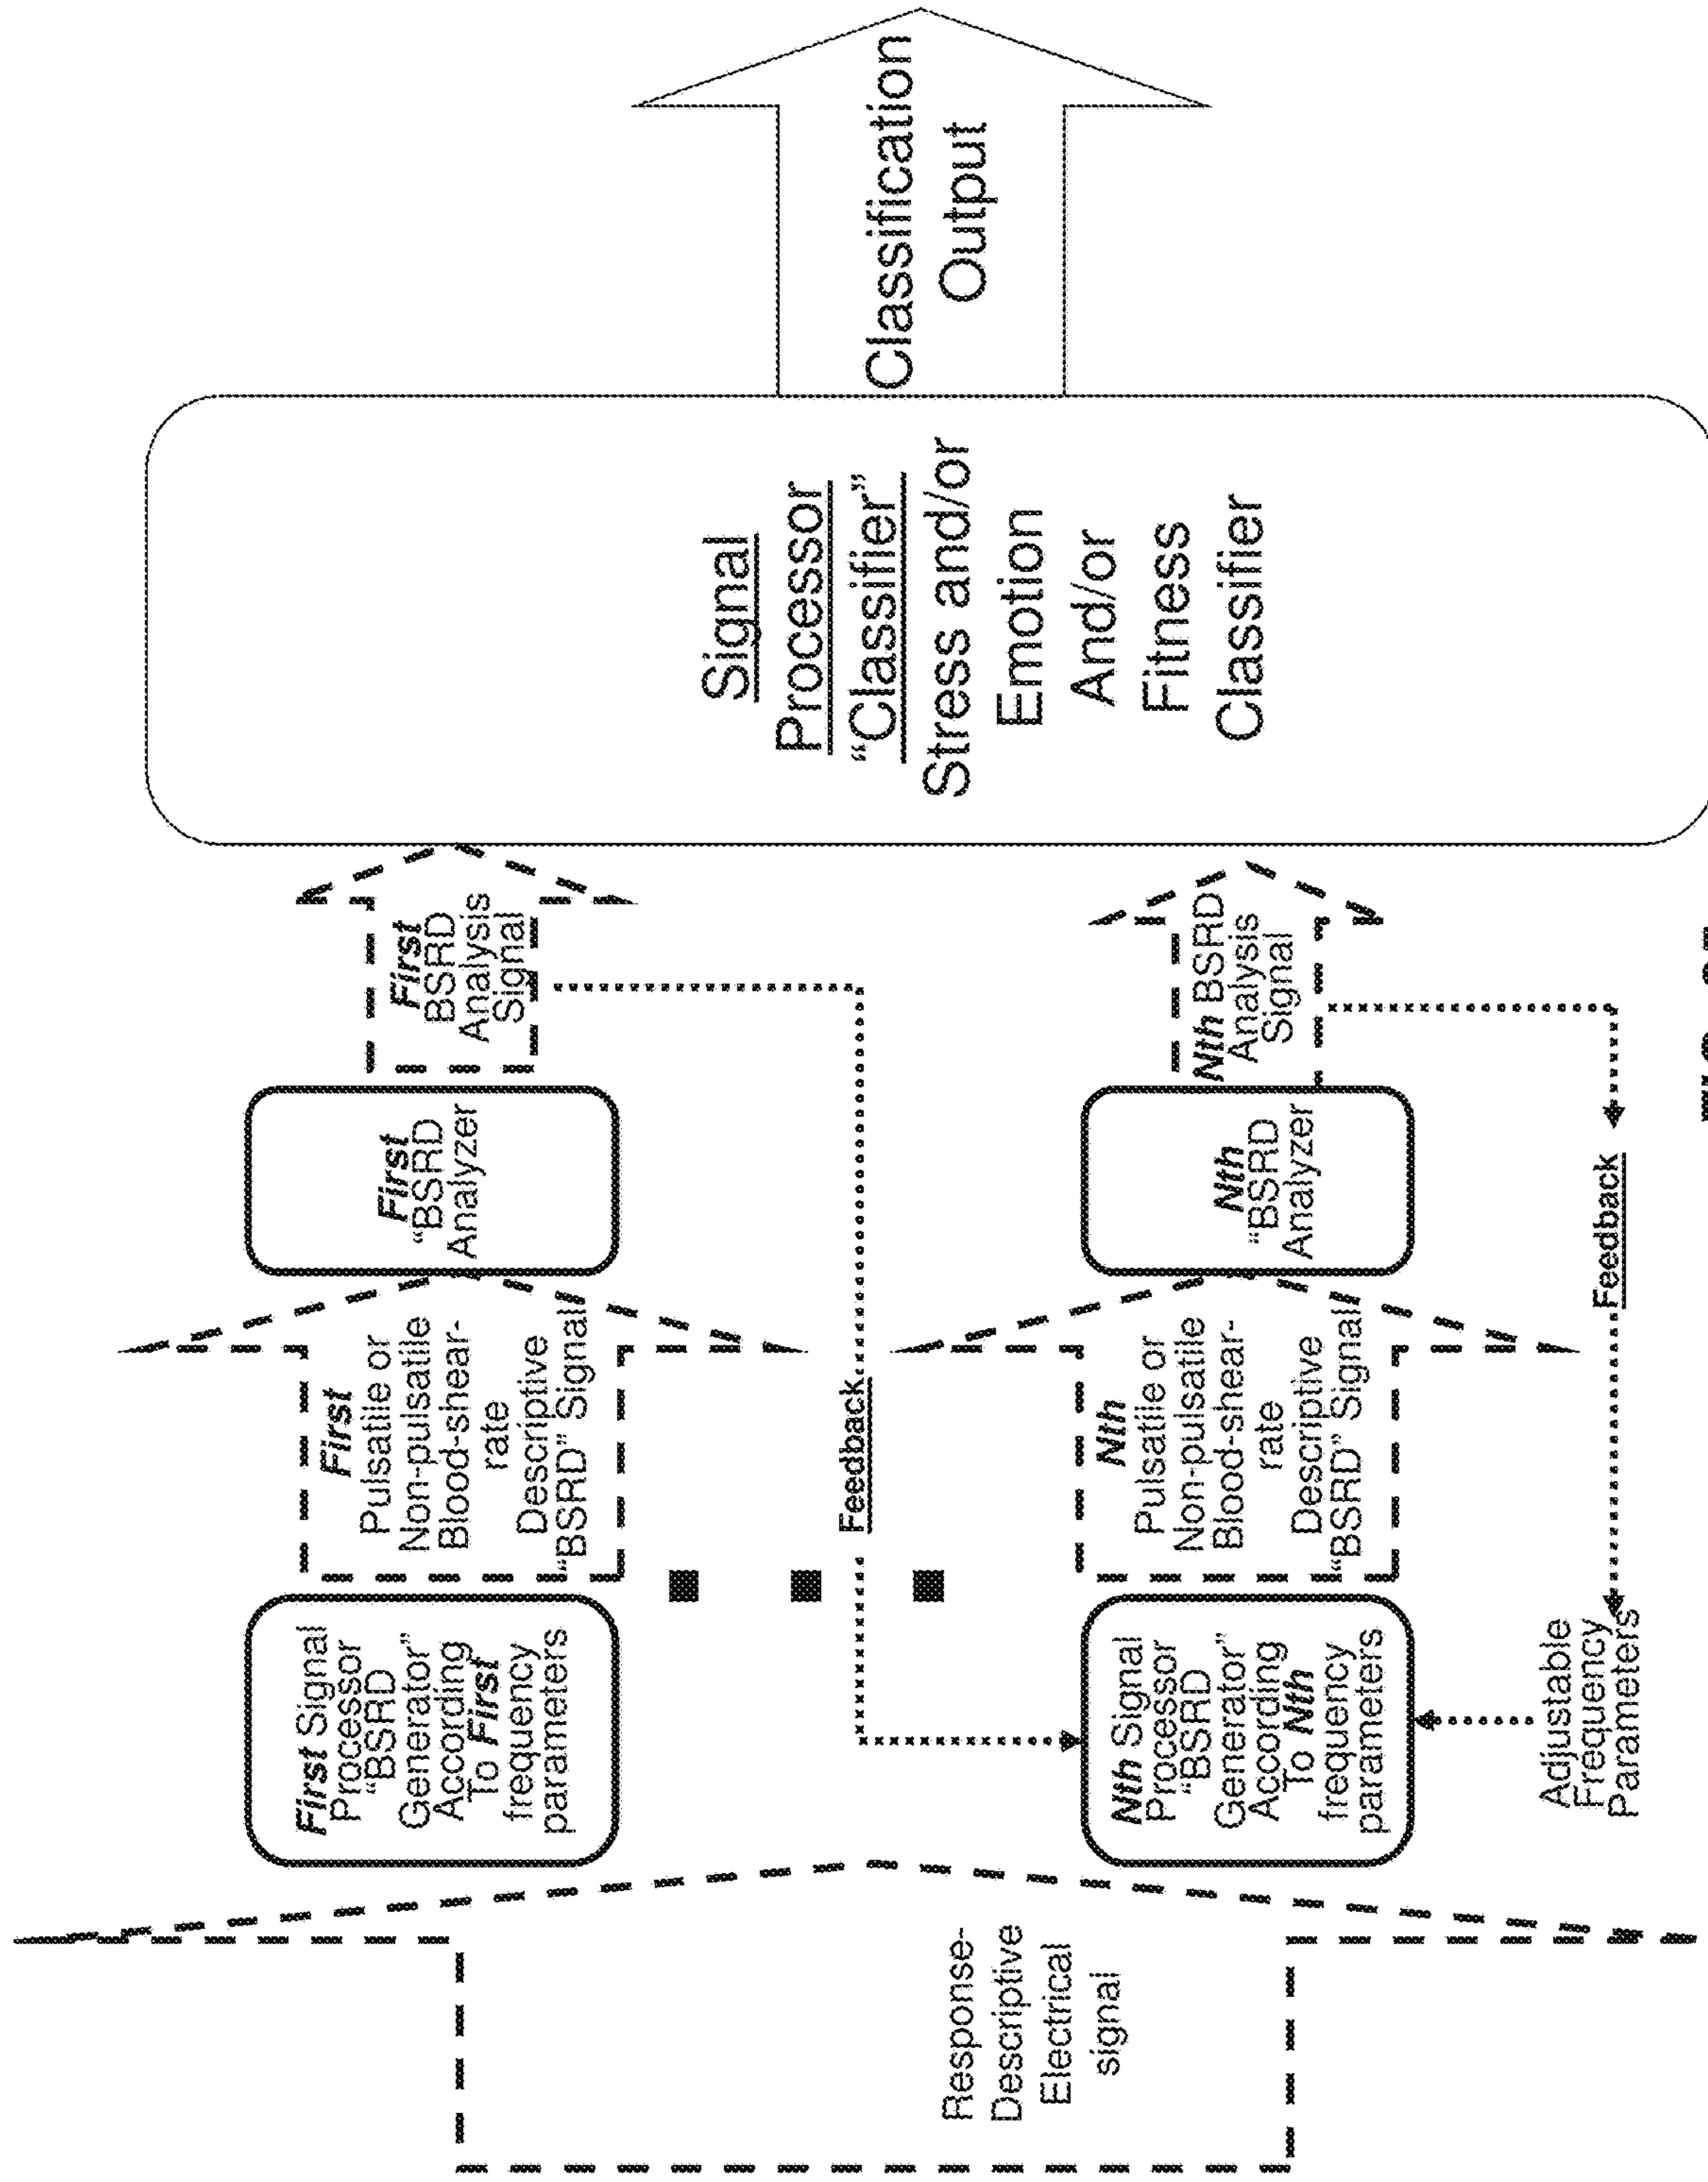 Response-
Descriptive
Electrical
signal
First Signal
Processor
"BSRD
Generator"
According
To First
frequency
parameters
First
Pulsatile or
Non-pulsatile
Blood-shear-
rate
Descriptive
"BSRD" Signal
First
"BSRD
Analyzer
First
BSRD
Analysis
Signal
Feedback
Nth Signal
Processor
"BSRD
Generator"
According
To Nth
frequency
parameters
Nth
Pulsatile or
Non-pulsatile
Blood-shear-
rate
Descriptive
"BSRD" Signal
Nth
"BSRD
Analyzer
Nth BSRD
Analysis
Signal
Adjustable
Frequency
Parameters
Feedback
Signal
Processor
“Classifier”
Stress and/or
Emotion
And/or
Fitness
Classifier
Classification
Output